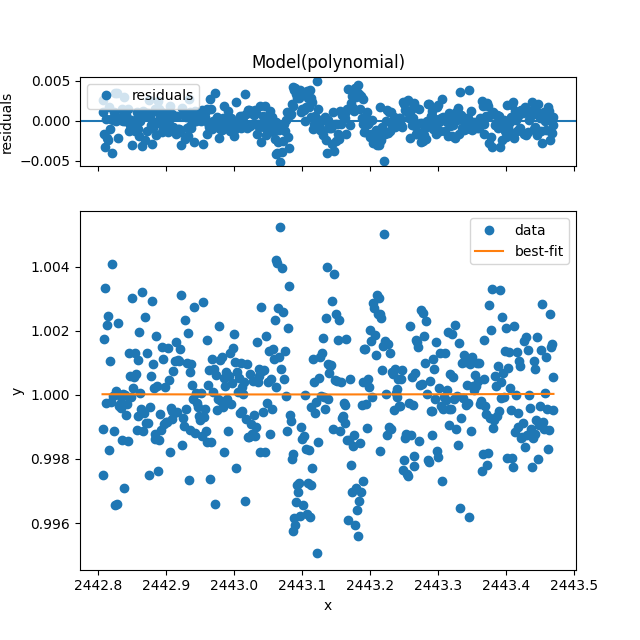 Model(polynomial)
residuals
0.005
0.000
−0.005
residuals
y
1.004
1.002
1.000
0.998
0.996
data
best-fit
2442.8 2442.9 2443.0 2443.1 2443.2 2443.3 2443.4 2443.5
x